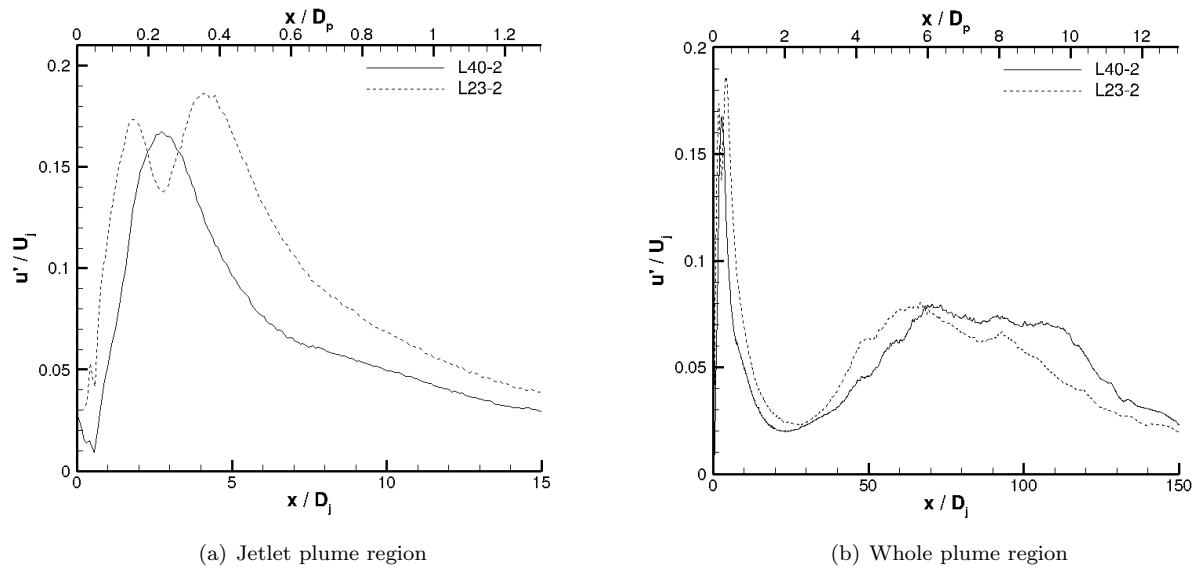 x / D_p
0 0.2 0.4 0.6 0.8 1 1.2
0.2
0.15
0.1
0.05
0
u' / U_j
L40-2
L23-2
0 5 10 15
x / D_j
(a) Jetlet plume region
x / D_p
0 2 4 6 8 10 12
0.2
0.15
0.1
0.05
0
u' / U_j
L40-2
L23-2
0 50 100 150
x / D_j
(b) Whole plume region